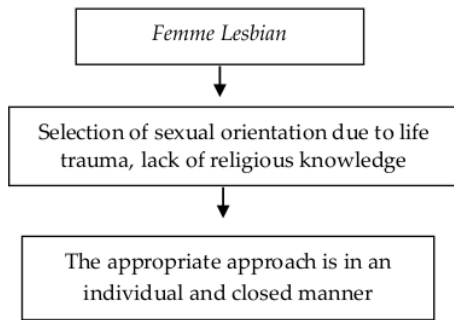 Femme Lesbian
Selection of sexual orientation due to life
trauma, lack of religious knowledge
The appropriate approach is in an
individual and closed manner